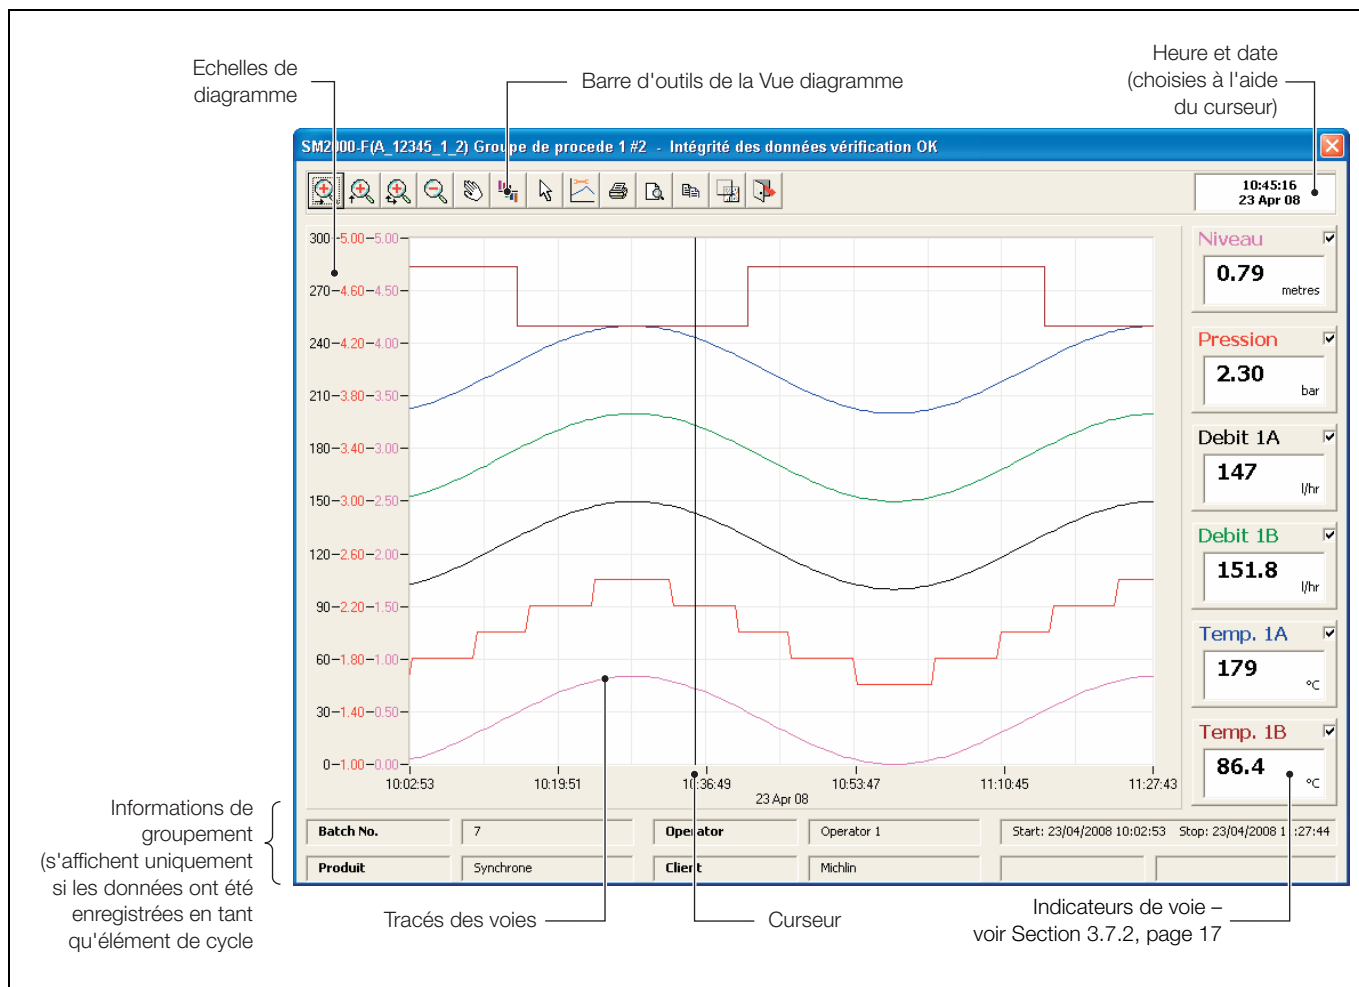 Echelles de
diagramme
Barre d'outils de la Vue diagramme
Heure et date
(choisies à l'aide
du curseur)
SM2000-F(A_12345_1_2) Groupe de procede 1 #2 - Intégrité des données vérification OK
10:45:16
23 Apr 08
300 5.00 5.00
270 4.60 4.50
240 4.20 4.00
210 3.80 3.50
180 3.40 3.00
150 3.00 2.50
120 2.60 2.00
90 2.20 1.50
60 1.80 1.00
30 1.40 0.50
0 1.00 0.00
10:02:53 10:19:51 10:36:49 10:53:47 11:10:45 11:27:43
23 Apr 08
Niveau
0.79
metres
Pression
2.30
bar
Debit 1A
147
l/hr
Debit 1B
151.8
l/hr
Temp. 1A
179
°C
Temp. 1B
86.4
°C
Batch No. 7 Operator Operator 1 Start: 23/04/2008 10:02:53 Stop: 23/04/2008 11:27:44
Produit Synchrone Client Michlin
Informations de
groupement
(s'affichent uniquement
si les données ont été
enregistrées en tant
qu'élément de cycle
Tracés des voies
Curseur
Indicateurs de voie –
voir Section 3.7.2, page 17